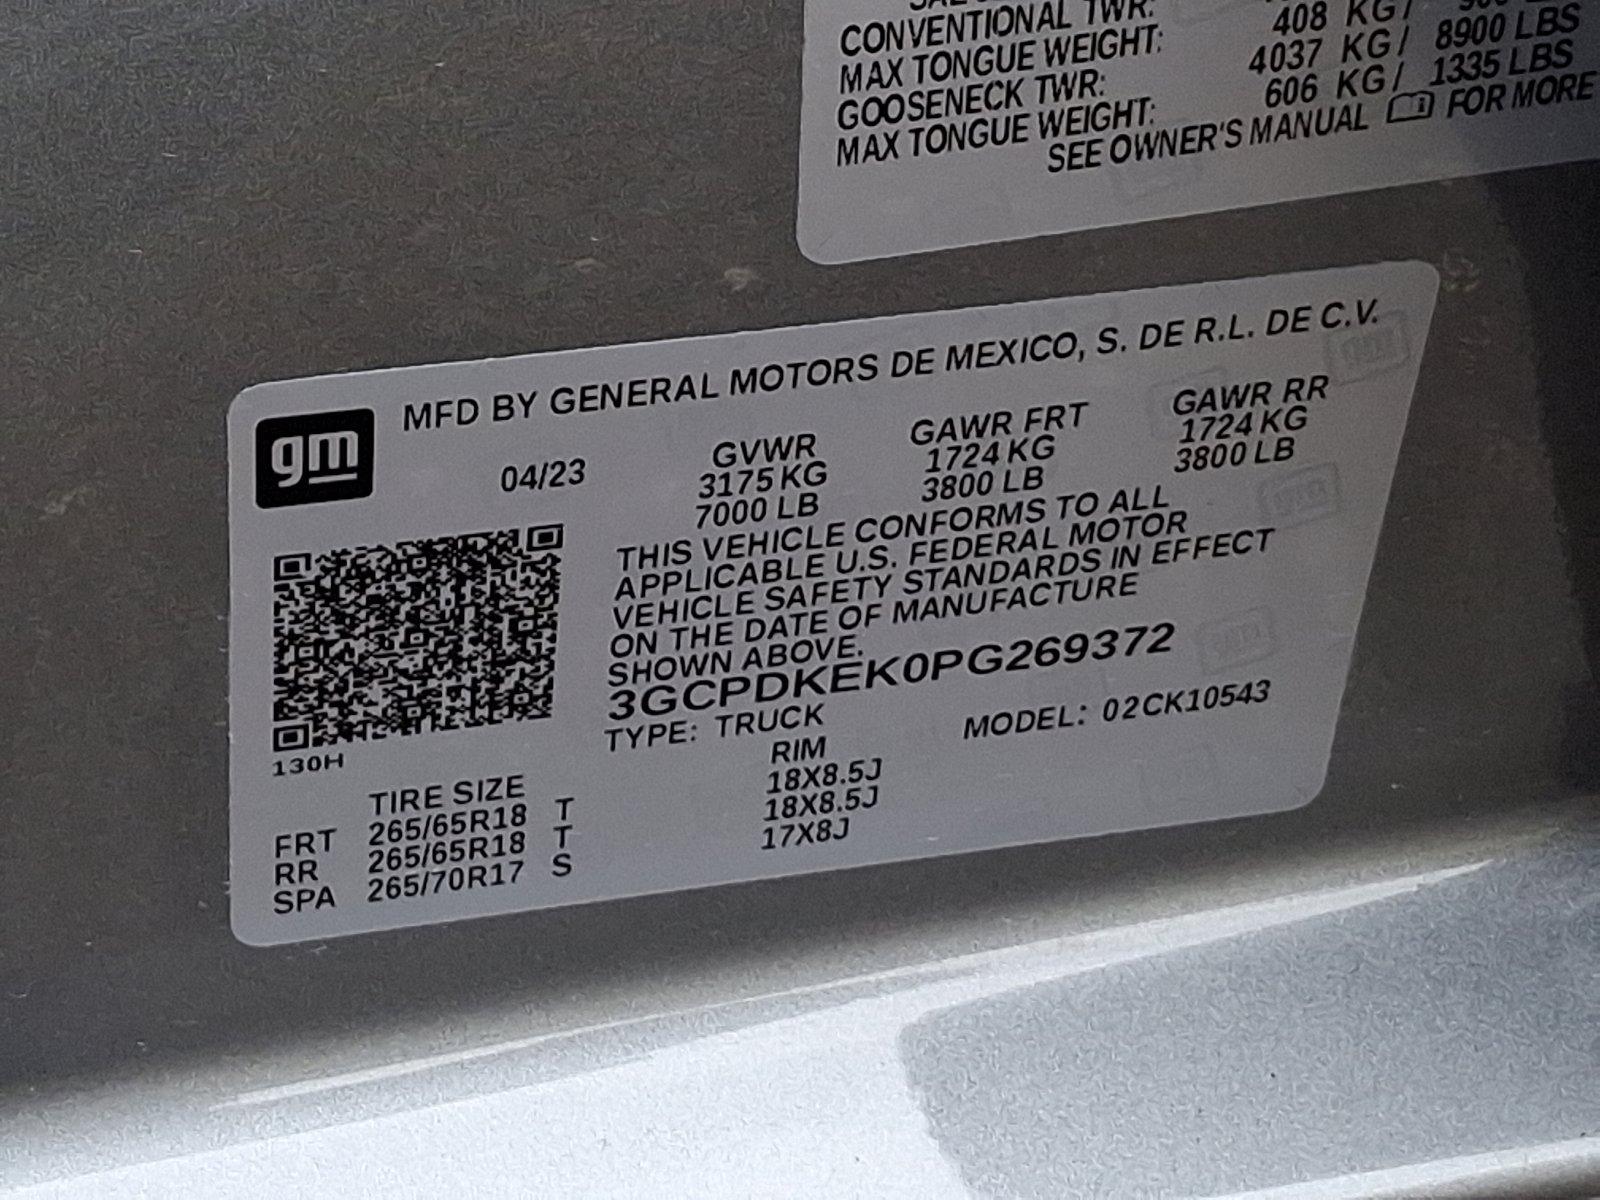 CONVENTIONAL TWR:
MAX TONGUE WEIGHT: 408 KG/
GOOSENECK TWR: 4037 KG/ 8900 LBS
MAX TONGUE WEIGHT: 606 KG/ 1335 LBS
SEE OWNER'S MANUAL FOR MORE
gm
MFD BY GENERAL MOTORS DE MEXICO, S. DE R.L. DE C.V.
04/23 GVWR GAWR FRT GAWR RR
3175 KG 1724 KG 1724 KG
7000 LB 3800 LB 3800 LB
THIS VEHICLE CONFORMS TO ALL
APPLICABLE U.S. FEDERAL MOTOR
VEHICLE SAFETY STANDARDS IN EFFECT
ON THE DATE OF MANUFACTURE
SHOWN ABOVE.
3GCPDKEK0PG269372
TYPE: TRUCK MODEL: 02CK10543
130H
TIRE SIZE RIM
FRT 265/65R18 T 18X8.5J
RR 265/65R18 T 18X8.5J
SPA 265/70R17 S 17X8J